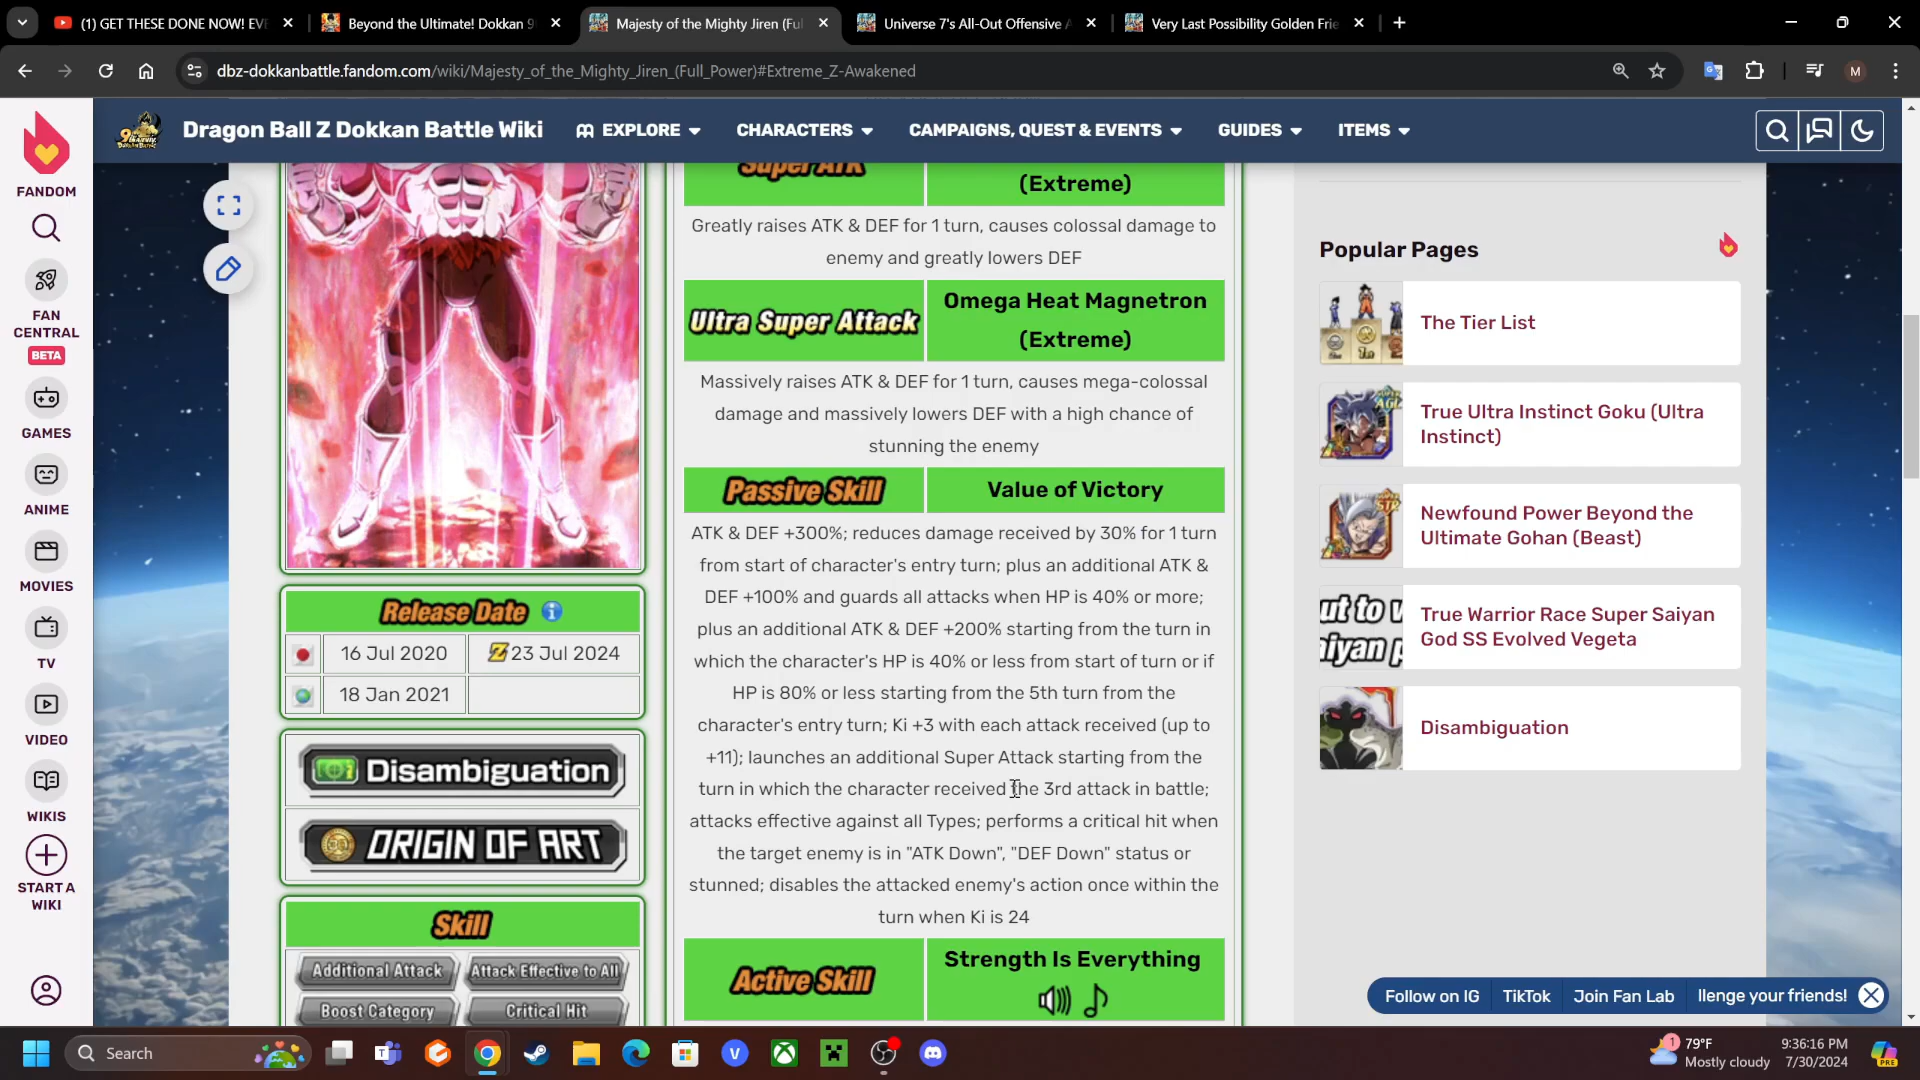 (1) GET THESE DONE NOW! EVE
Beyond the Ultimate! Dokkan 9
Majesty of the Mighty Jiren (Ful
Universe 7's All-Out Offensive A
Very Last Possibility Golden Frie
dbz-dokkanbattle.fandom.com/wiki/Majesty_of_the_Mighty_Jiren_(Full_Power)#Extreme_Z-Awakened
M
Dragon Ball Z Dokkan Battle Wiki
EXPLORE
CHARACTERS
CAMPAIGNS, QUEST & EVENTS
GUIDES
ITEMS
FANDOM
FAN CENTRAL
BETA
GAMES
ANIME
MOVIES
TV
VIDEO
WIKIS
START A WIKI
Release Date
16 Jul 2020
Z 23 Jul 2024
18 Jan 2021
Disambiguation
ORIGIN OF ART
Skill
Additional Attack
Attack Effective to All
Boost Category
Critical Hit
Super ATK
(Extreme)
Greatly raises ATK & DEF for 1 turn, causes colossal damage to
enemy and greatly lowers DEF
Ultra Super Attack
Omega Heat Magnetron
(Extreme)
Massively raises ATK & DEF for 1 turn, causes mega-colossal
damage and massively lowers DEF with a high chance of
stunning the enemy
Passive Skill
Value of Victory
ATK & DEF +300%; reduces damage received by 30% for 1 turn
from start of character's entry turn; plus an additional ATK &
DEF +100% and guards all attacks when HP is 40% or more;
plus an additional ATK & DEF +200% starting from the turn in
which the character's HP is 40% or less from start of turn or if
HP is 80% or less starting from the 5th turn from the
character's entry turn; Ki +3 with each attack received (up to
+11); launches an additional Super Attack starting from the
turn in which the character received the 3rd attack in battle;
attacks effective against all Types; performs a critical hit when
the target enemy is in "ATK Down", "DEF Down" status or
stunned; disables the attacked enemy's action once within the
turn when Ki is 24
Active Skill
Strength Is Everything
Popular Pages
The Tier List
True Ultra Instinct Goku (Ultra
Instinct)
Newfound Power Beyond the
Ultimate Gohan (Beast)
True Warrior Race Super Saiyan
God SS Evolved Vegeta
Disambiguation
Follow on IG
TikTok
Join Fan Lab
llenge your friends!
Search
79°F
Mostly cloudy
9:36:16 PM
7/30/2024